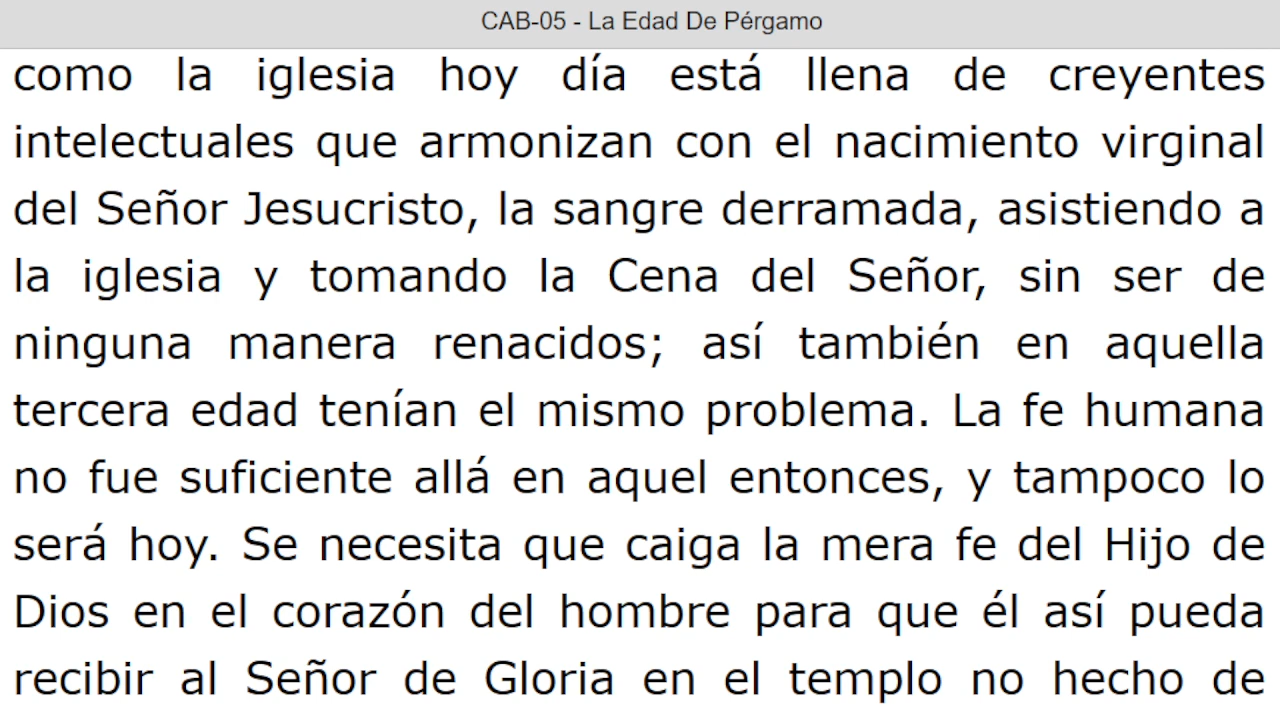 CAB-05 - La Edad De Pérgamo
como la iglesia hoy día está llena de creyentes
intelectuales que armonizan con el nacimiento virginal
del Señor Jesucristo, la sangre derramada, asistiendo a
la iglesia y tomando la Cena del Señor, sin ser de
ninguna manera renacidos; así también en aquella
tercera edad tenían el mismo problema. La fe humana
no fue suficiente allá en aquel entonces, y tampoco lo
será hoy. Se necesita que caiga la mera fe del Hijo de
Dios en el corazón del hombre para que él así pueda
recibir al Señor de Gloria en el templo no hecho de